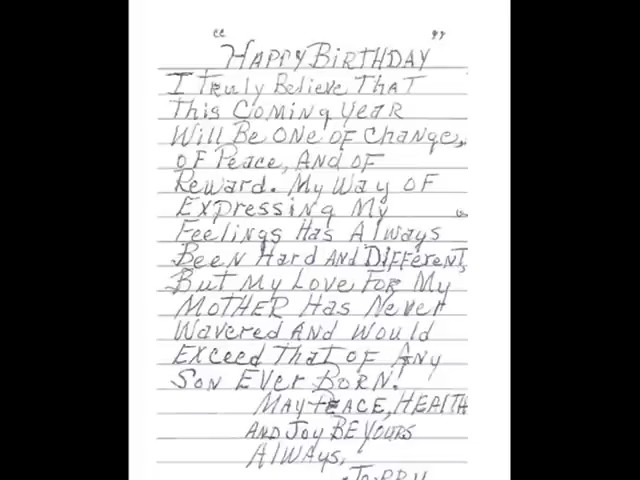 "Happy Birthday"
I Truly Believe That
This Coming Year
Will Be One of Change,
of Peace, And of
Reward. My Way of
Expressing My
Feelings Has Always
Been Hard And Different,
But My Love For My
Mother Has Never
Wavered And Would
Exceed That of Any
Son Ever Born.
May Peace, Health
And Joy Be Yours
Always,